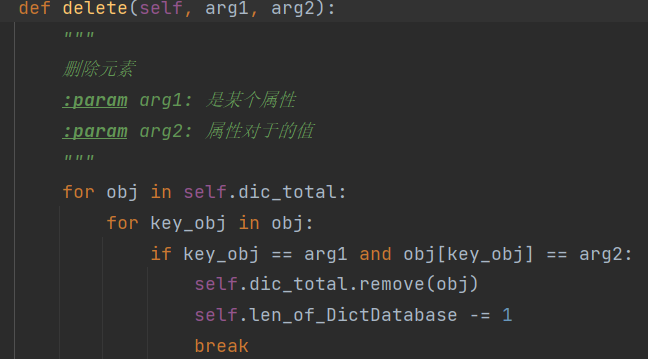 def delete(self, arg1, arg2):
    """
    删除元素
    :param arg1: 是某个属性
    :param arg2: 属性对于的值
    """
    for obj in self.dic_total:
        for key_obj in obj:
            if key_obj == arg1 and obj[key_obj] == arg2:
                self.dic_total.remove(obj)
                self.len_of_DictDatabase -= 1
                break